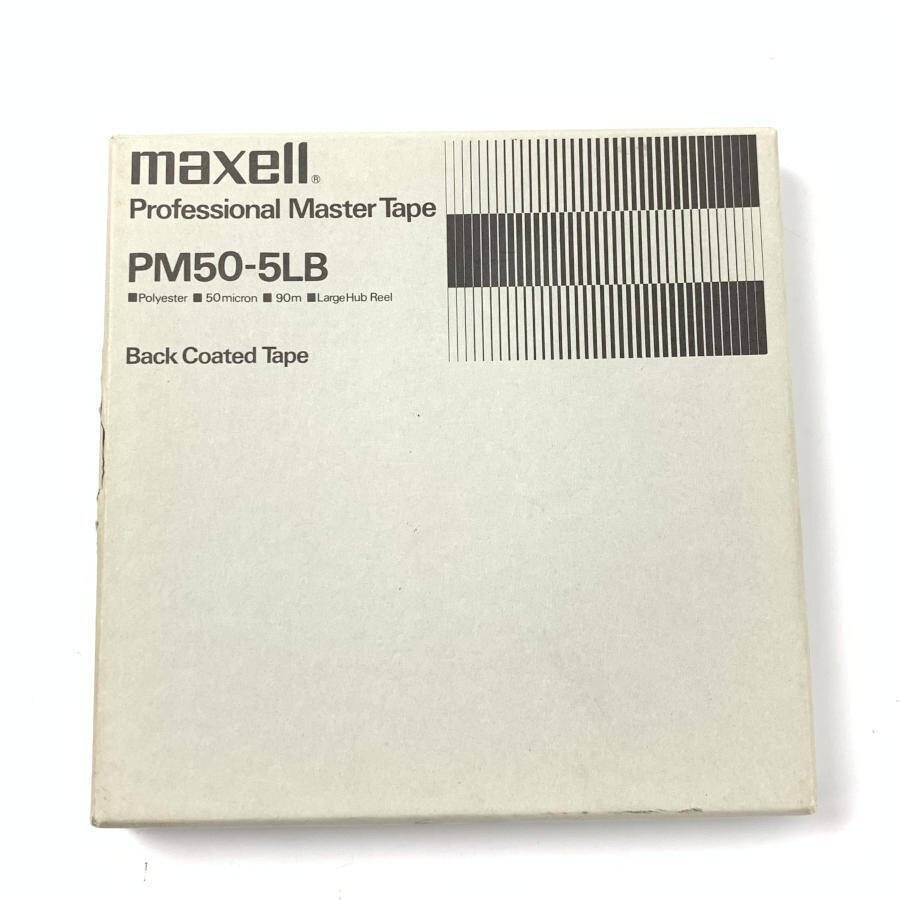 maxell®
Professional Master Tape
PM50-5LB
■Polyester ■50micron ■90m ■Large Hub Reel
Back Coated Tape